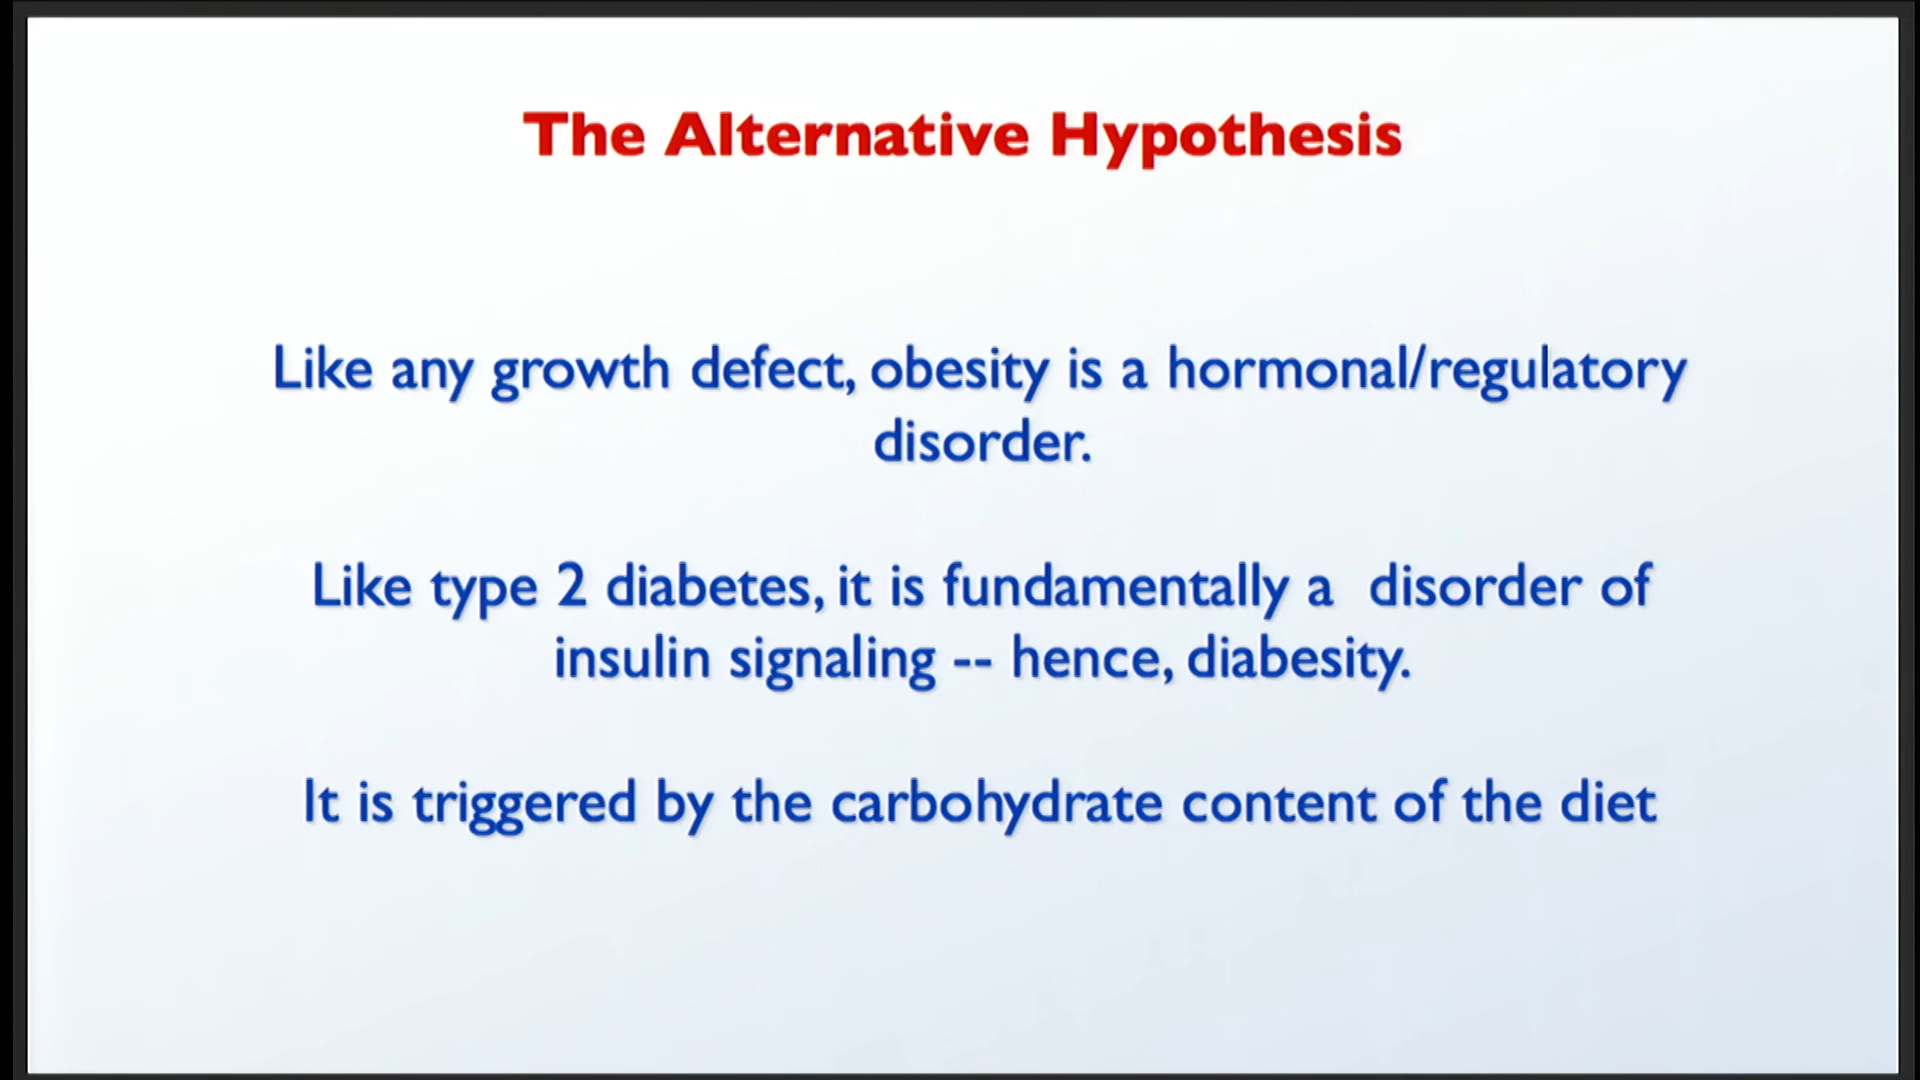 The Alternative Hypothesis
Like any growth defect, obesity is a hormonal/regulatory
disorder.
Like type 2 diabetes, it is fundamentally a  disorder of
insulin signaling -- hence, diabesity.
It is triggered by the carbohydrate content of the diet